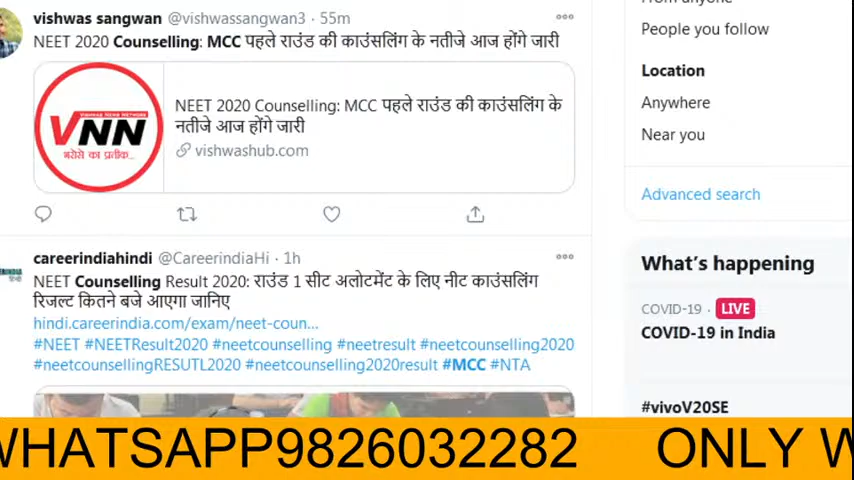 vishwas sangwan @vishwassangwan3 · 55m
NEET 2020 Counselling: MCC पहले राउंड की काउंसलिंग के नतीजे आज होंगे जारी
VISHWAS NEWS NETWORK
VNN
भरोसे का प्रतीक...
NEET 2020 Counselling: MCC पहले राउंड की काउंसलिंग के
नतीजे आज होंगे जारी
vishwashub.com
careerindiahindi @CareerindiaHi · 1h
NEET Counselling Result 2020: राउंड 1 सीट अलोटमेंट के लिए नीट काउंसलिंग
रिजल्ट कितने बजे आएगा जानिए
hindi.careerindia.com/exam/neet-coun...
#NEET #NEETResult2020 #neetcounselling #neetresult #neetcounselling2020
#neetcounsellingRESUTL2020 #neetcounselling2020result #MCC #NTA
People you follow
Location
Anywhere
Near you
Advanced search
What's happening
COVID-19 · LIVE
COVID-19 in India
#vivoV20SE
WHATSAPP9826032282 ONLY